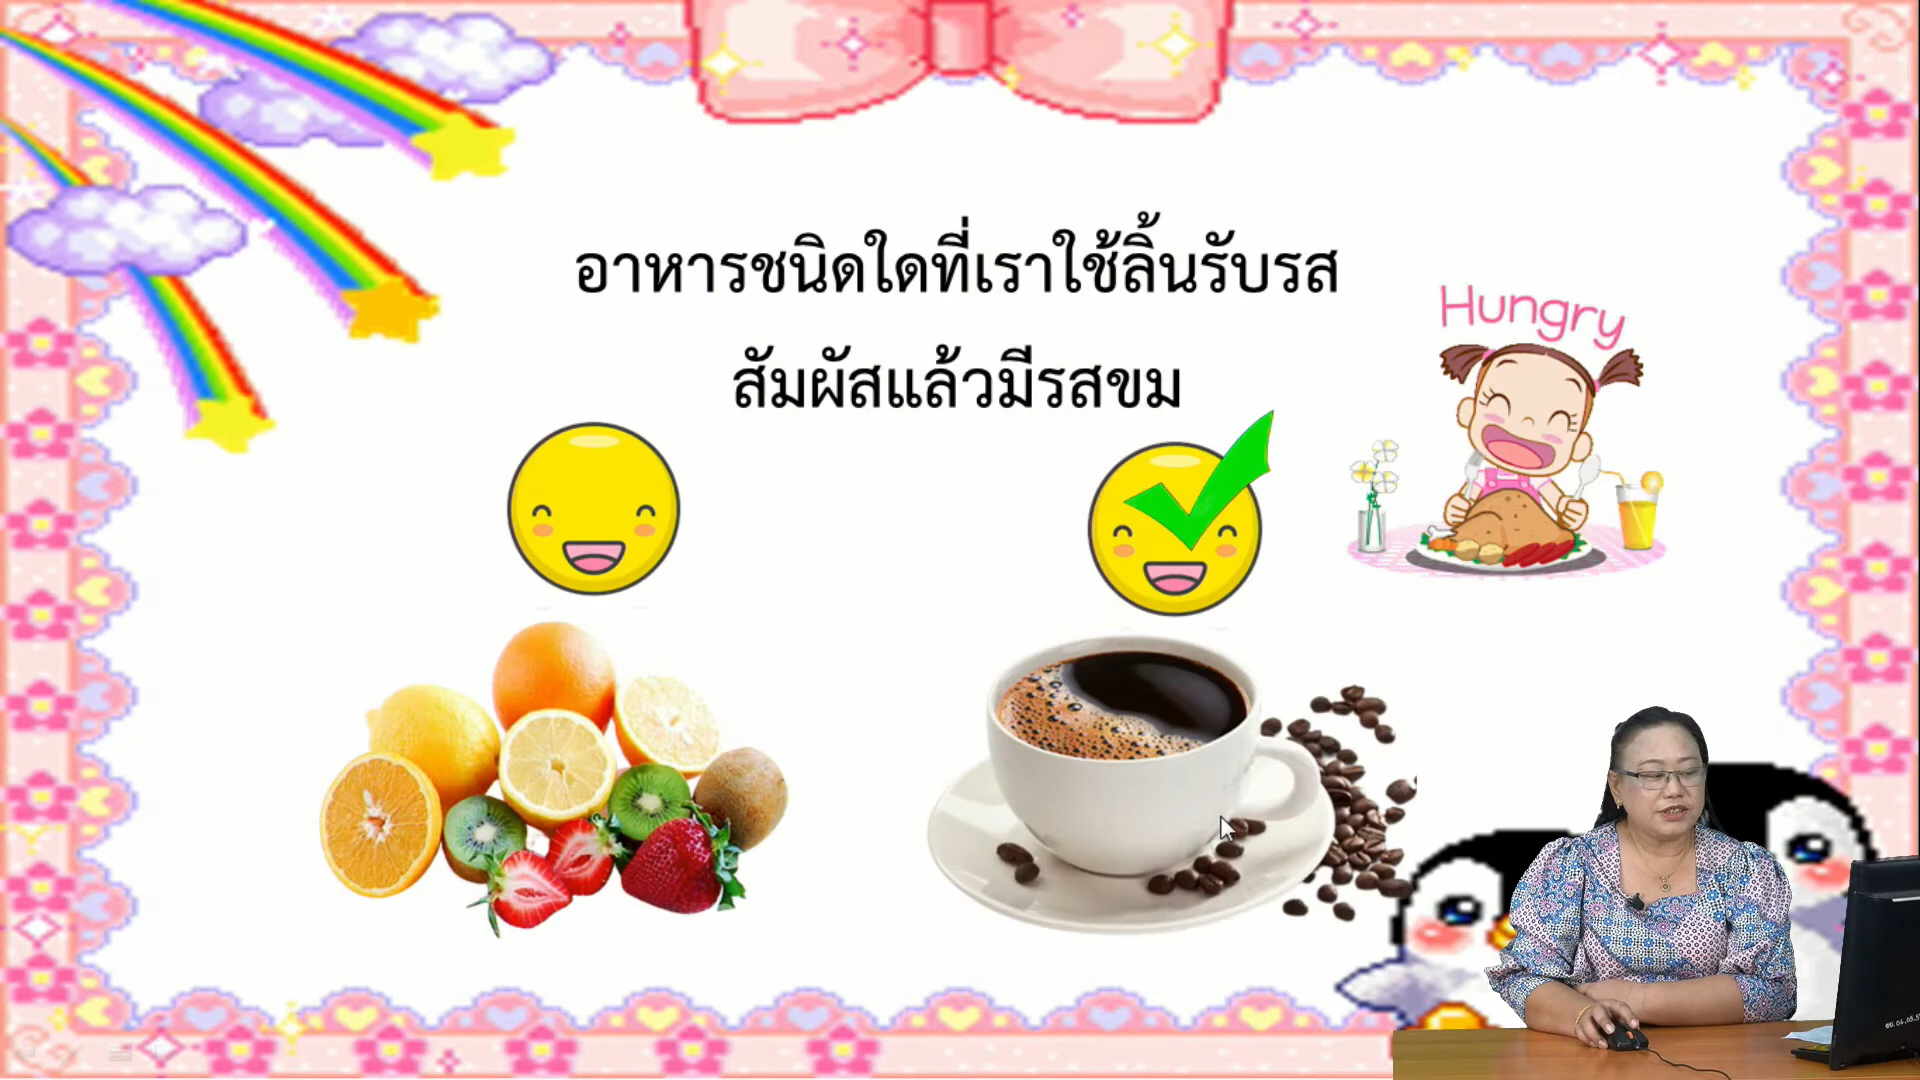 อาหารชนิดใดที่เราใช้ลิ้นรับรส
สัมผัสแล้วมีรสขม
Hungry